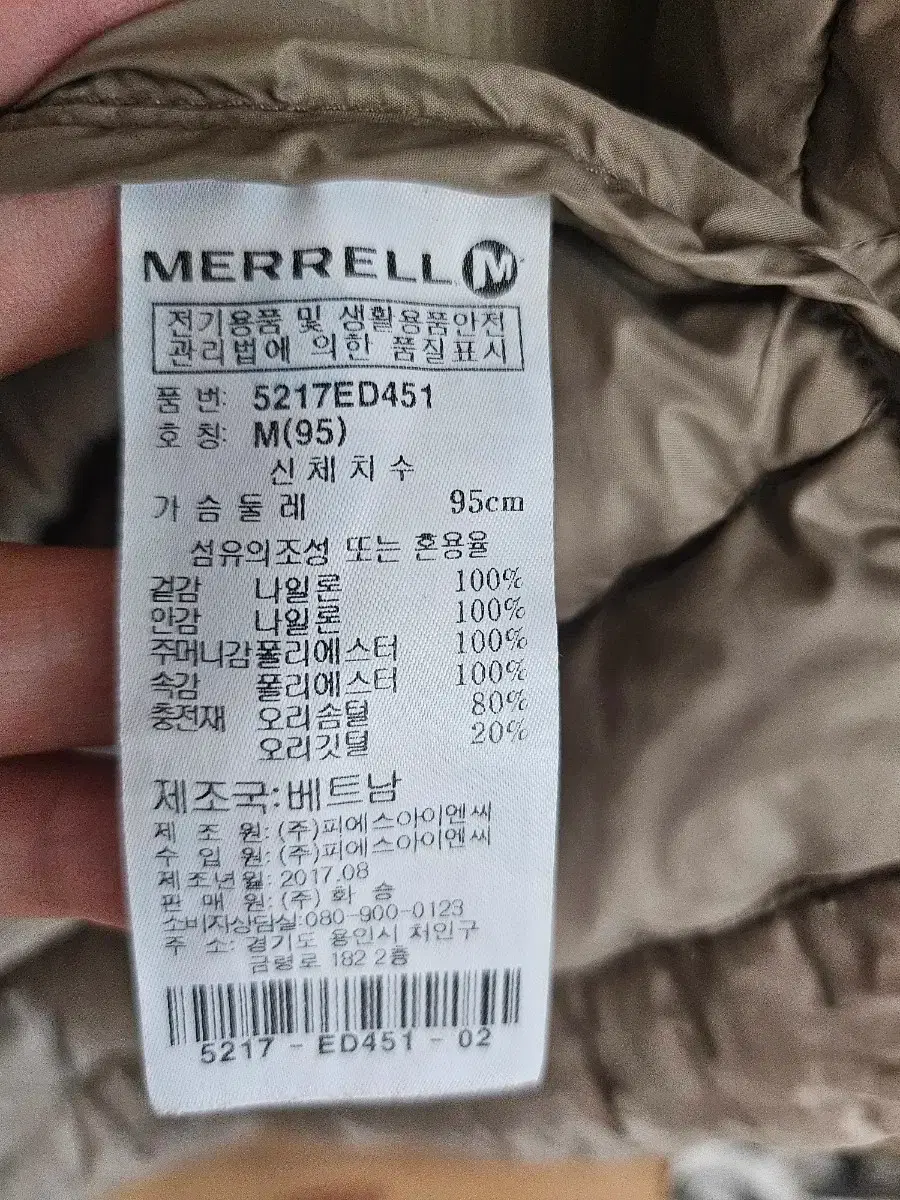 MERRELL M
전기용품 및 생활용품안전
관리법에 의한 품질표시
품 번: 5217ED451
호 칭: M(95)
신체치수
가슴둘레 95cm
섬유의조성 또는 혼용율
겉감 나일론 100%
안감 나일론 100%
주머니감 폴리에스터 100%
속감 폴리에스터 100%
충전재 오리솜털 80%
오리깃털 20%
제조국:베트남
제 조 원: (주)피에스아이엔씨
수 입 원: (주)피에스아이엔씨
제조년월: 2017.08
판 매 원: (주) 화 승
소비자상담실:080-900-0123
주 소: 경기도 용인시 처인구
금령로 182 2층
5217 - ED451 - 02